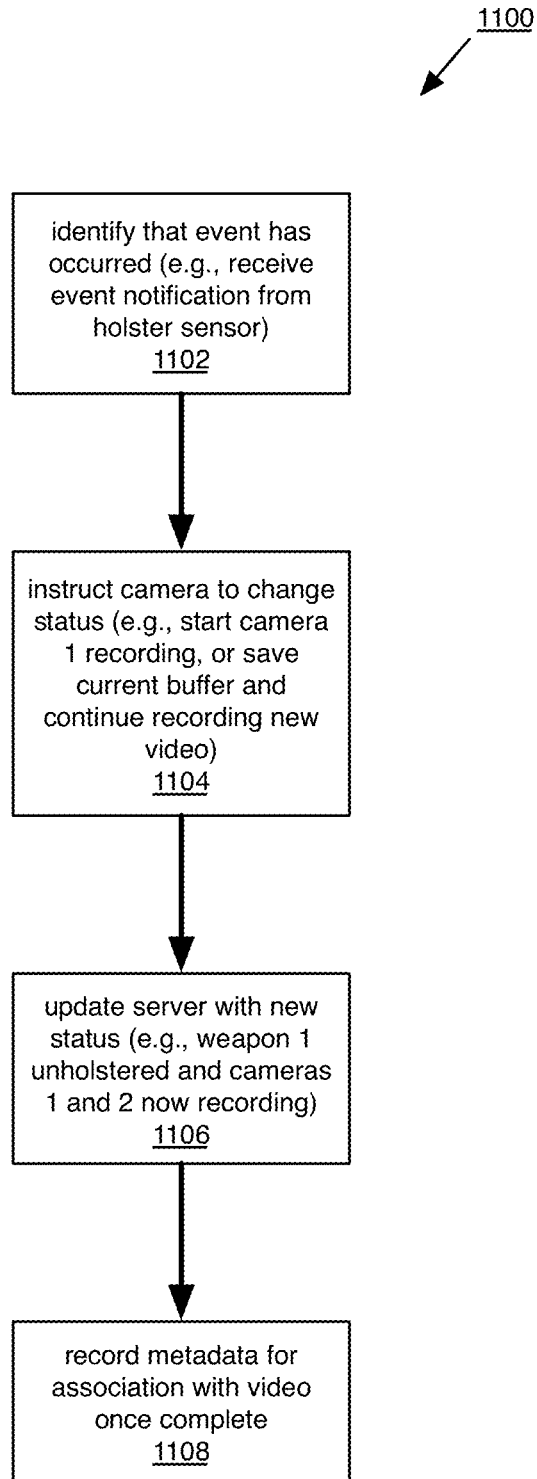 1100
identify that event has
occurred (e.g., receive
event notification from
holster sensor)
1102
instruct camera to change
status (e.g., start camera
1 recording, or save
current buffer and
continue recording new
video)
1104
update server with new
status (e.g., weapon 1
unholstered and cameras
1 and 2 now recording)
1106
record metadata for
association with video
once complete
1108